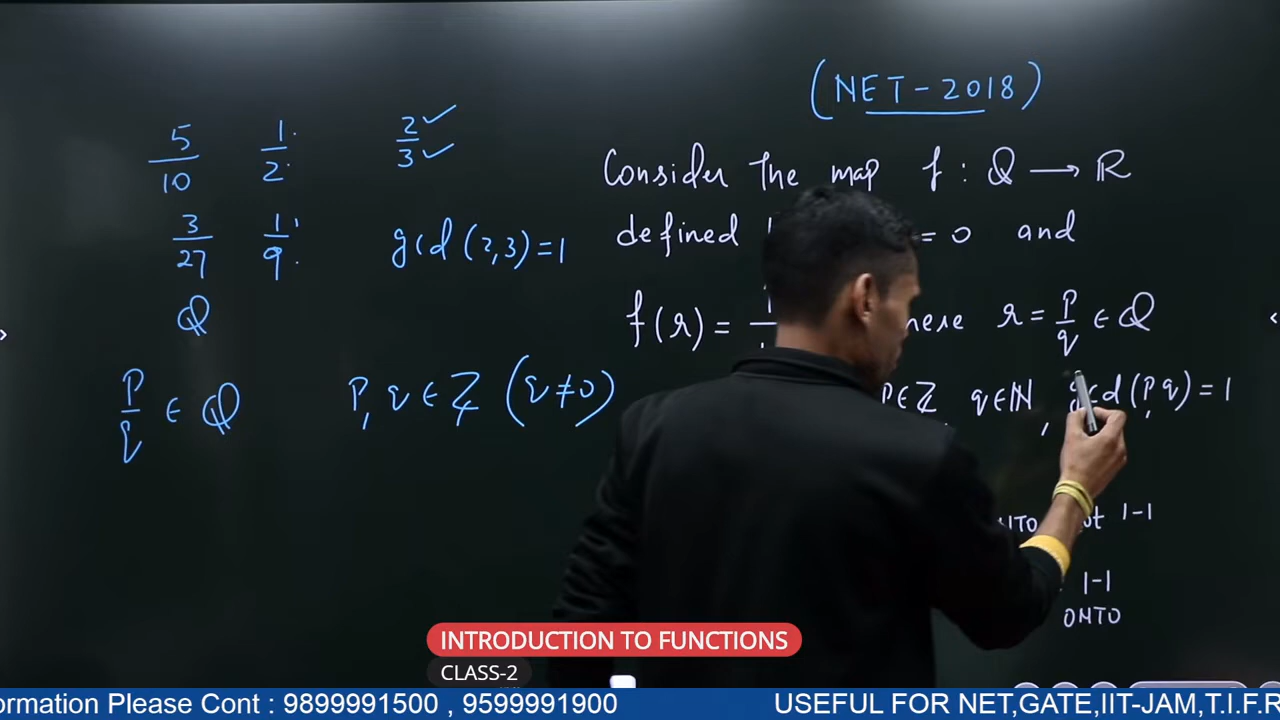 (NET-2018)
5/10 1/2 2/3
Consider the map f : ℚ → ℝ
defined = 0 and
3/27 1/9 gcd(2,3)=1
ℚ
f(r) = r = p/q ∈ ℚ
p/q ∈ ℚ p, q ∈ ℤ (q ≠ 0)
p∈ℤ, q∈ℕ, gcd(p,q)=1
1-1
1-1
ONTO
INTRODUCTION TO FUNCTIONS
CLASS-2
Please Cont : 9899991500 , 9599991900 USEFUL FOR NET,GATE,IIT-JAM,T.I.F.R